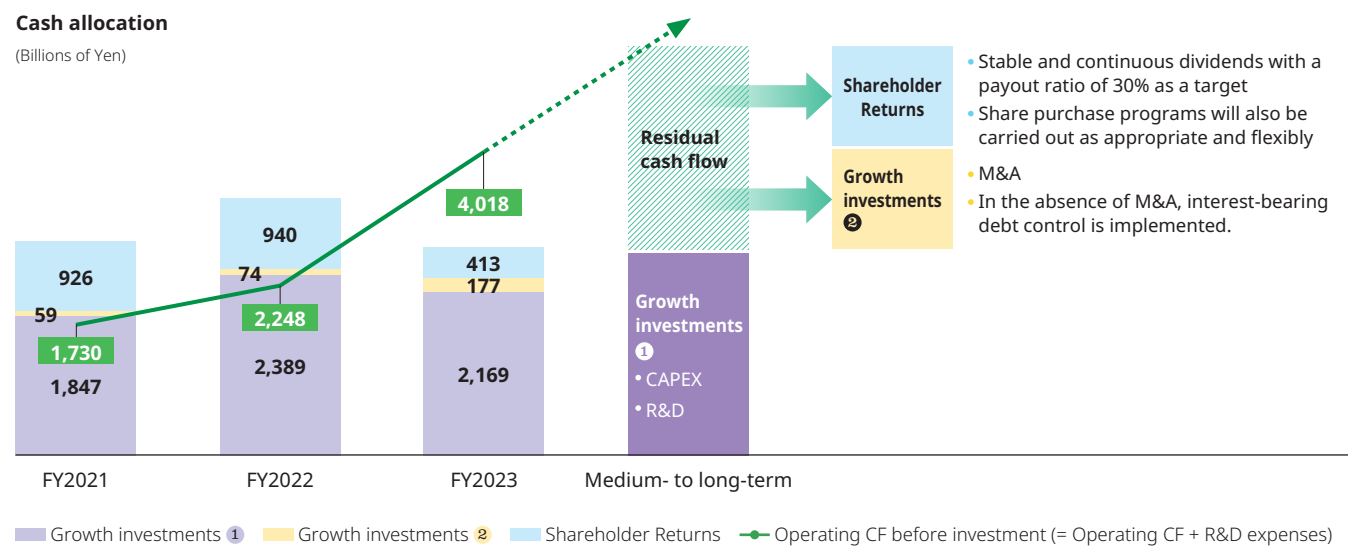 Cash allocation
(Billions of Yen)
926
59
1,730
1,847
940
74
2,248
2,389
4,018
413
177
2,169
Residual
cash flow
Growth
investments
1
• CAPEX
• R&D
Shareholder
Returns
• Stable and continuous dividends with a
payout ratio of 30% as a target
• Share purchase programs will also be
carried out as appropriate and flexibly
Growth
investments
2
• M&A
• In the absence of M&A, interest-bearing
debt control is implemented.
FY2021
FY2022
FY2023
Medium- to long-term
Growth investments 1
Growth investments 2
Shareholder Returns
Operating CF before investment (= Operating CF + R&D expenses)